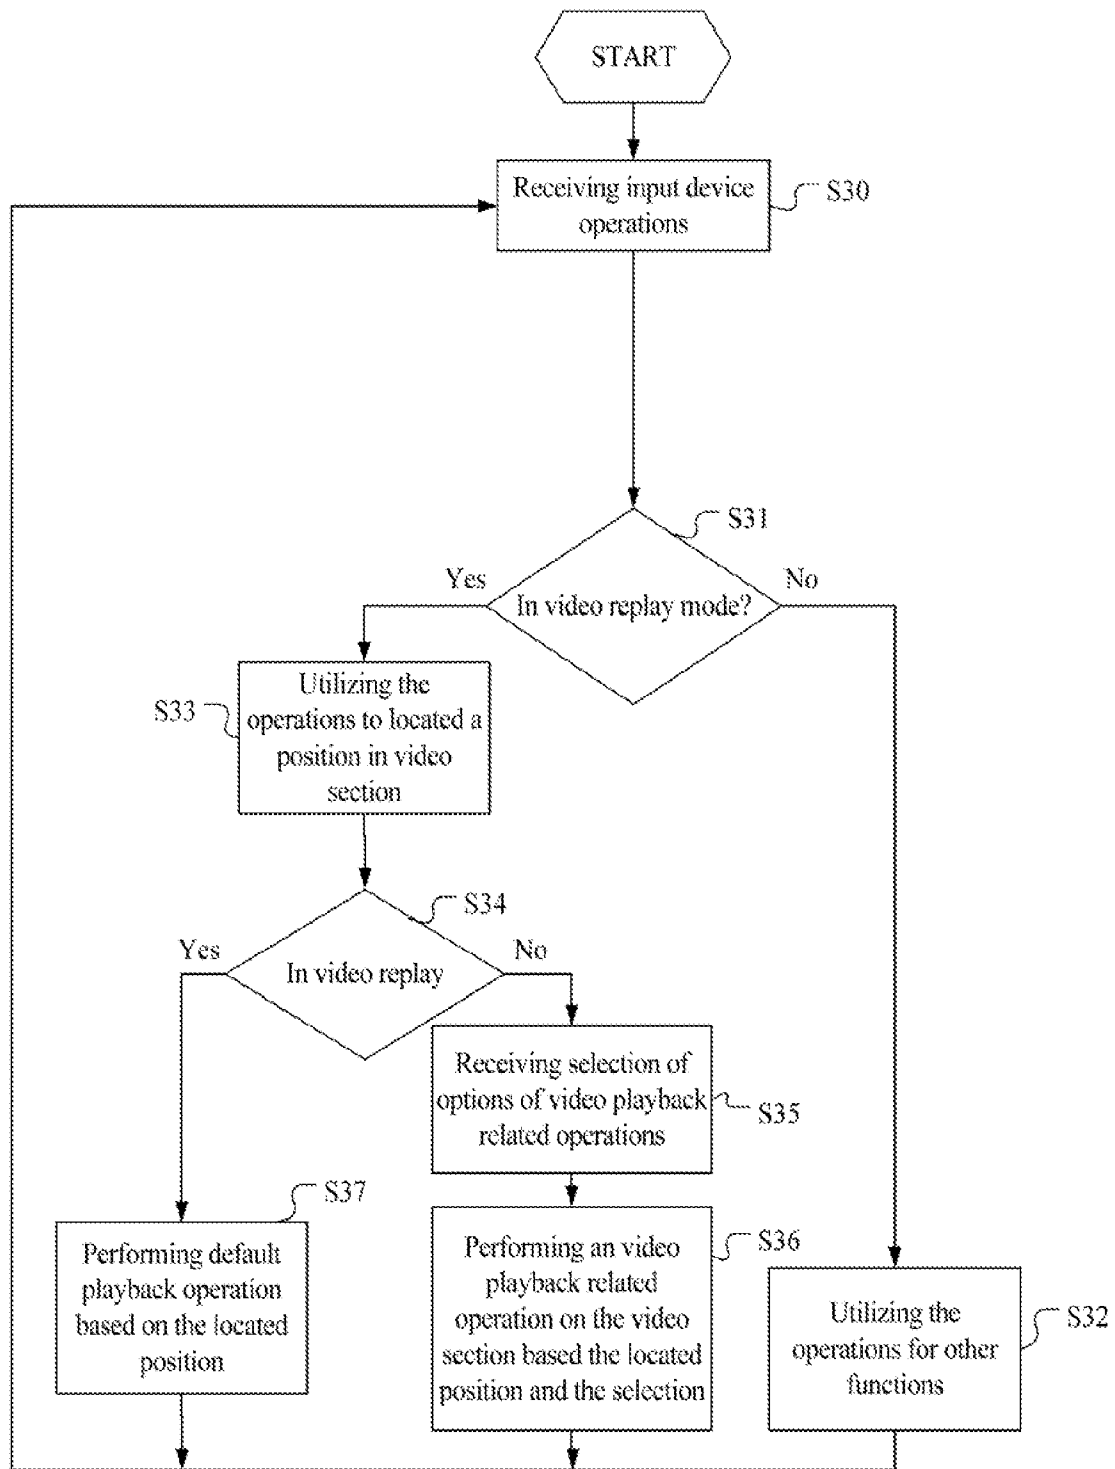 START
Receiving input device
operations
S30
S31
Yes
No
In video replay mode?
Utilizing the
operations to located a
position in video
section
S33
S34
Yes
No
In video replay
Receiving selection of
options of video playback
related operations
S35
S37
Performing default
playback operation
based on the located
position
Performing an video
playback related
operation on the video
section based the located
position and the selection
S36
Utilizing the
operations for other
functions
S32